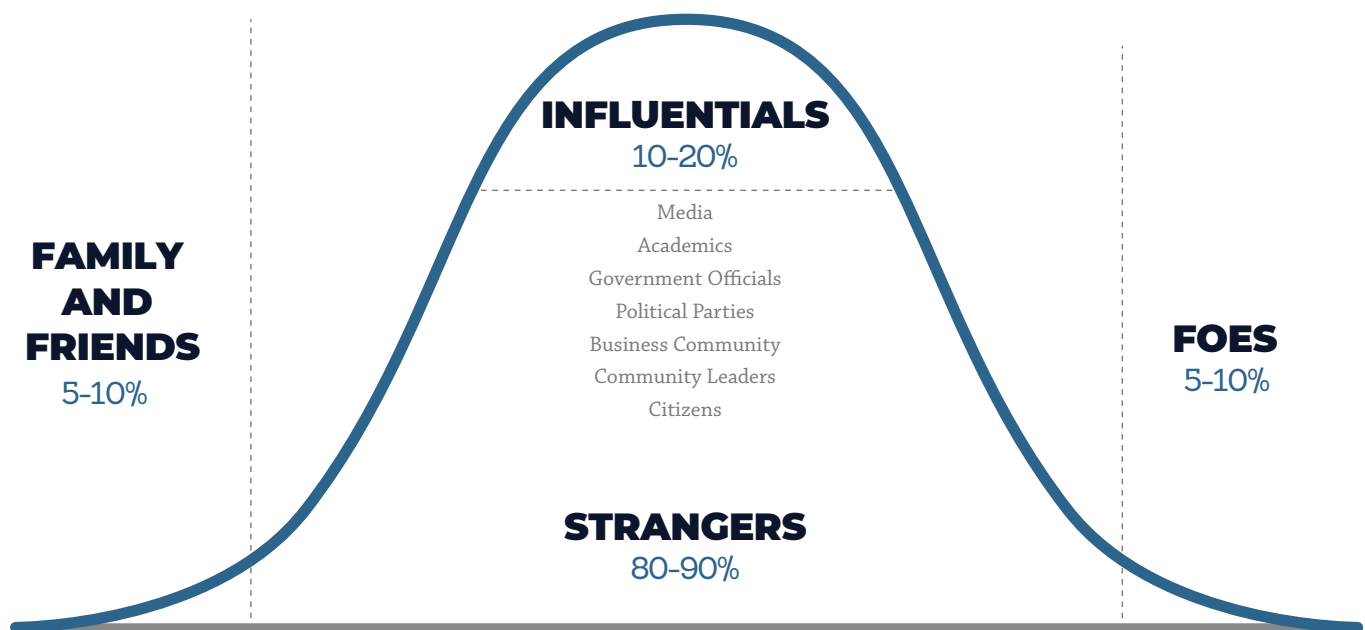 INFLUENTIALS
10-20%
Media
Academics
Government Officials
Political Parties
Business Community
Community Leaders
Citizens
STRANGERS
80-90%
FAMILY
AND
FRIENDS
5-10%
FOES
5-10%